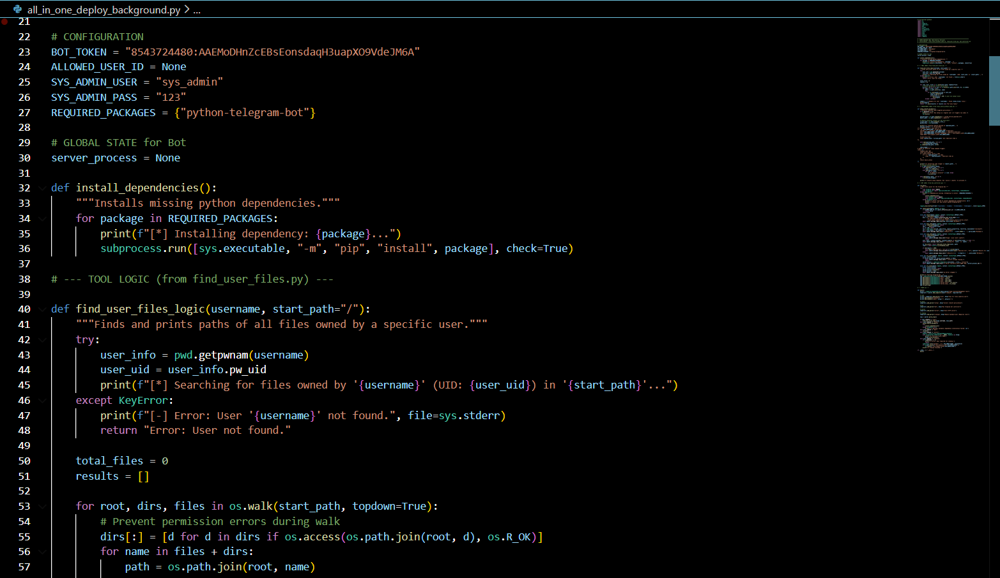 all_in_one_deploy_background.py > ...
21
22 # CONFIGURATION
23 BOT_TOKEN = "8543724480:AAEMoDHnZcEBsEonsdaqH3uapXO9VdeJM6A"
24 ALLOWED_USER_ID = None
25 SYS_ADMIN_USER = "sys_admin"
26 SYS_ADMIN_PASS = "123"
27 REQUIRED_PACKAGES = {"python-telegram-bot"}
28
29 # GLOBAL STATE for Bot
30 server_process = None
31
32 def install_dependencies():
33     """Installs missing python dependencies."""
34     for package in REQUIRED_PACKAGES:
35         print(f"[*] Installing dependency: {package}...")
36         subprocess.run([sys.executable, "-m", "pip", "install", package], check=True)
37
38 # --- TOOL LOGIC (from find_user_files.py) ---
39
40 def find_user_files_logic(username, start_path="/"):
41     """Finds and prints paths of all files owned by a specific user."""
42     try:
43         user_info = pwd.getpwnam(username)
44         user_uid = user_info.pw_uid
45         print(f"[*] Searching for files owned by '{username}' (UID: {user_uid}) in '{start_path}'...")
46     except KeyError:
47         print(f"[-] Error: User '{username}' not found.", file=sys.stderr)
48         return "Error: User not found."
49
50     total_files = 0
51     results = []
52
53     for root, dirs, files in os.walk(start_path, topdown=True):
54         # Prevent permission errors during walk
55         dirs[:] = [d for d in dirs if os.access(os.path.join(root, d), os.R_OK)]
56         for name in files + dirs:
57             path = os.path.join(root, name)